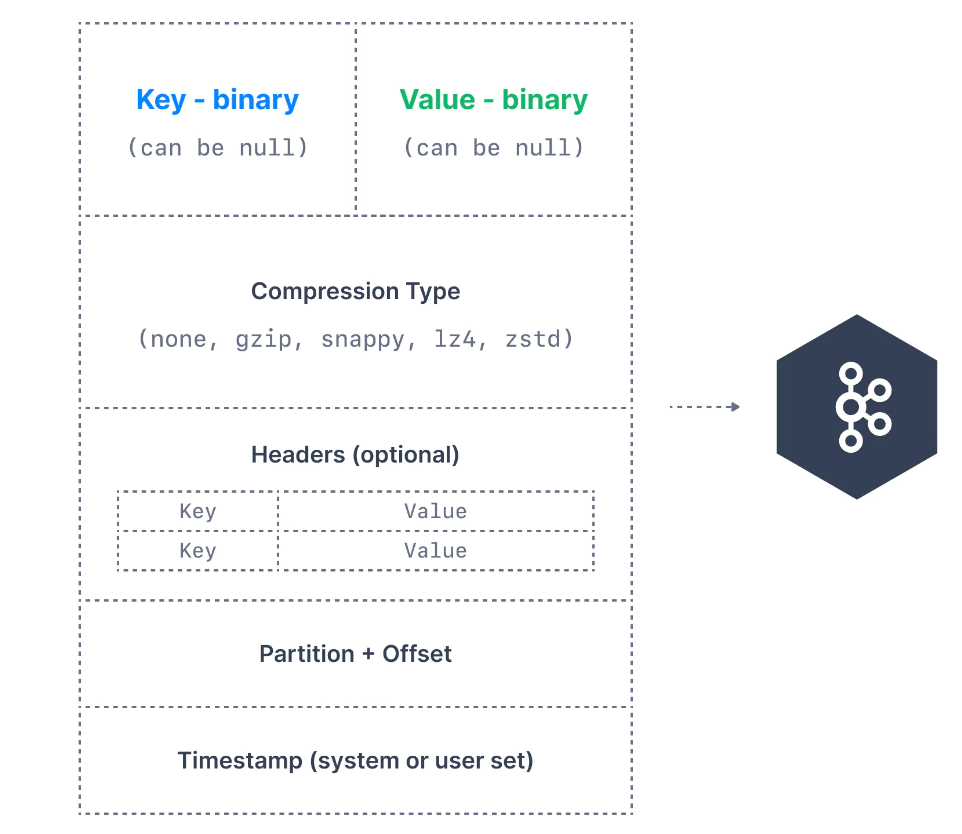 Key - binary
Value - binary
(can be null)
(can be null)
Compression Type
(none, gzip, snappy, lz4, zstd)
Headers (optional)
Key Value
Key Value
Partition + Offset
Timestamp (system or user set)